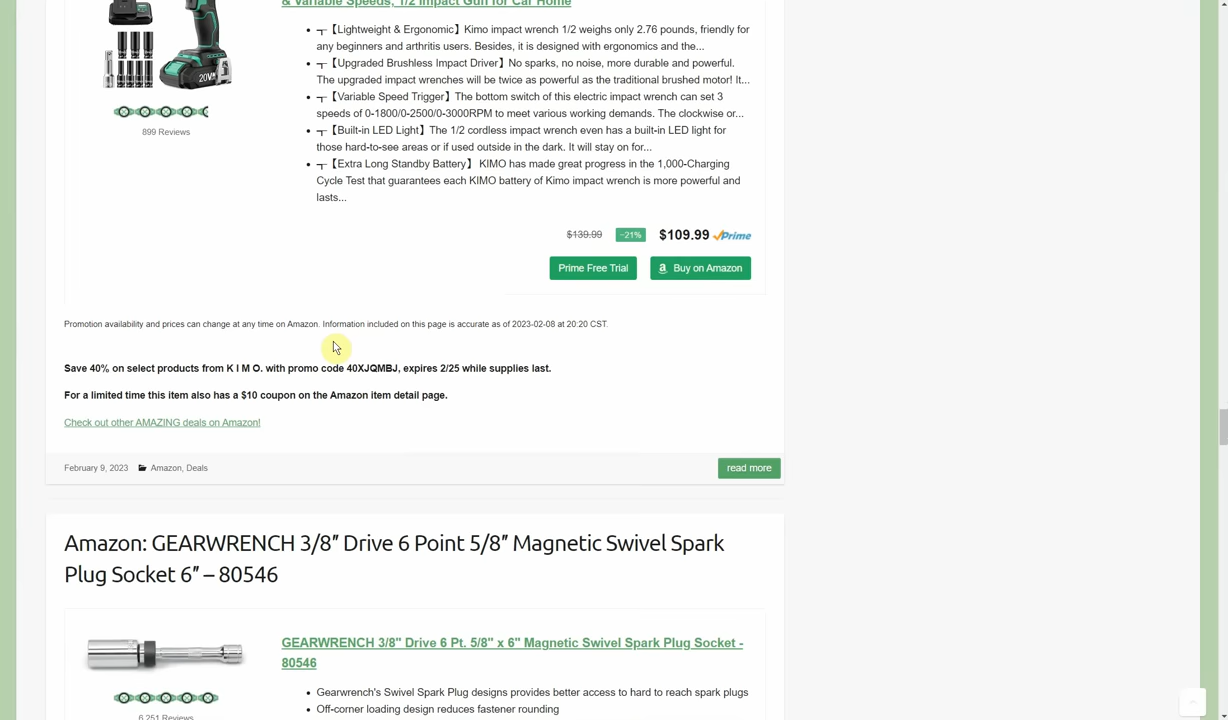 & Variable Speeds, 1/2 Impact Gun for Car Home
【Lightweight & Ergonomic】Kimo impact wrench 1/2 weighs only 2.76 pounds, friendly for
any beginners and arthritis users. Besides, it is designed with ergonomics and the...
【Upgraded Brushless Impact Driver】No sparks, no noise, more durable and powerful.
The upgraded impact wrenches will be twice as powerful as the traditional brushed motor! It...
【Variable Speed Trigger】The bottom switch of this electric impact wrench can set 3
speeds of 0-1800/0-2500/0-3000RPM to meet various working demands. The clockwise or...
【Built-in LED Light】The 1/2 cordless impact wrench even has a built-in LED light for
those hard-to-see areas or if used outside in the dark. It will stay on for...
【Extra Long Standby Battery】 KIMO has made great progress in the 1,000-Charging
Cycle Test that guarantees each KIMO battery of Kimo impact wrench is more powerful and
lasts...
20V
899 Reviews
$139.99 −21% $109.99 Prime
Prime Free Trial
Buy on Amazon
Promotion availability and prices can change at any time on Amazon. Information included on this page is accurate as of 2023-02-08 at 20:20 CST.
Save 40% on select products from K I M O. with promo code 40XJQMBJ, expires 2/25 while supplies last.
For a limited time this item also has a $10 coupon on the Amazon item detail page.
Check out other AMAZING deals on Amazon!
February 9, 2023 Amazon, Deals
read more
Amazon: GEARWRENCH 3/8″ Drive 6 Point 5/8″ Magnetic Swivel Spark
Plug Socket 6″ – 80546
GEARWRENCH 3/8" Drive 6 Pt. 5/8" x 6" Magnetic Swivel Spark Plug Socket -
80546
Gearwrench's Swivel Spark Plug designs provides better access to hard to reach spark plugs
Off-corner loading design reduces fastener rounding
6,251 Reviews